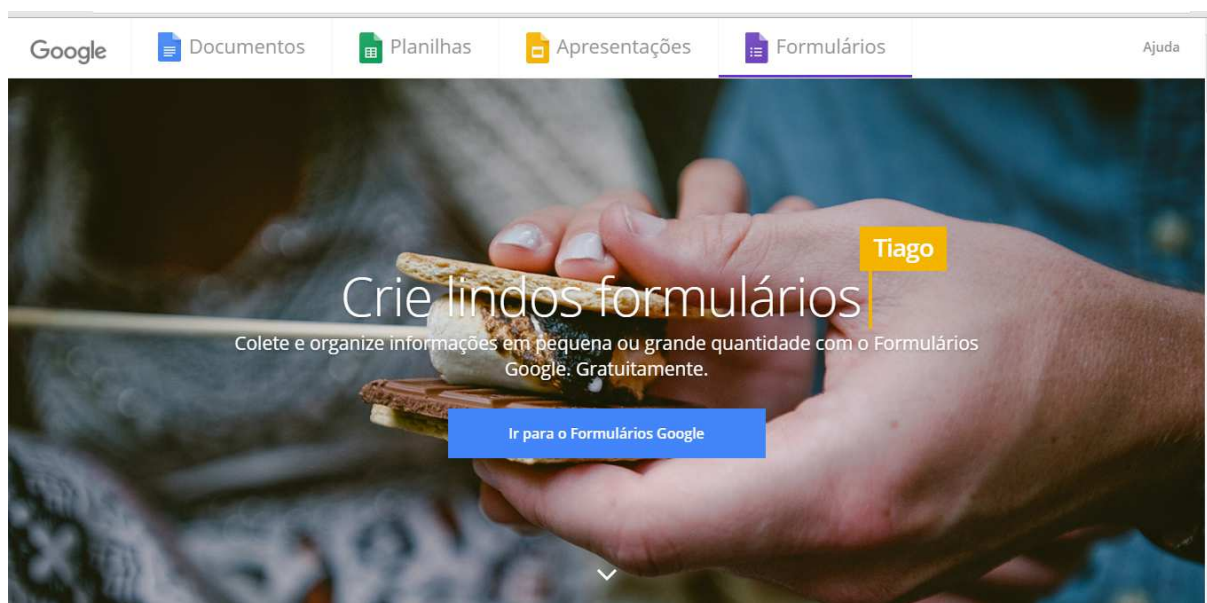 Google Documentos Planilhas Apresentações Formulários Ajuda
Tiago
Crie lindos formulários
Colete e organize informações em pequena ou grande quantidade com o Formulários
Google. Gratuitamente.
Ir para o Formulários Google